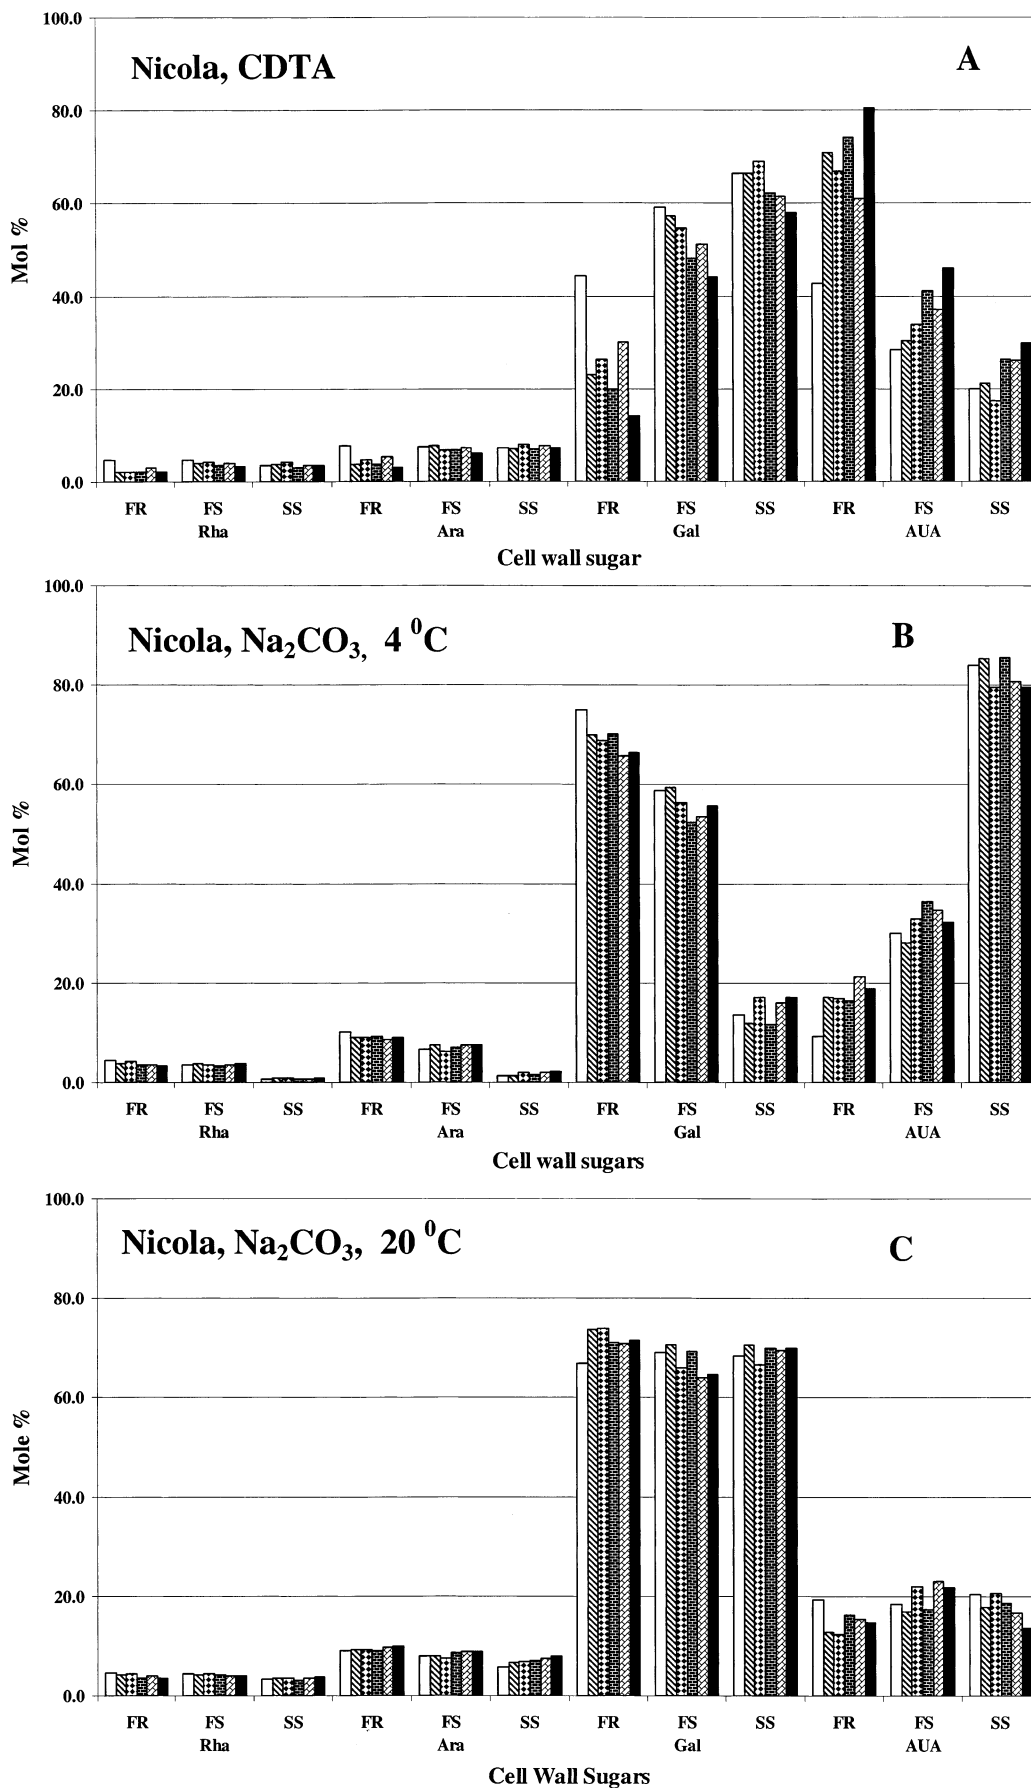 100.0
Nicola, CDTA
A
80.0
60.0
Mol %
40.0
20.0
0.0
FR FS SS FR FS SS FR FS SS FR FS SS
Rha Ara Gal AUA
Cell wall sugar
100.0
Nicola, Na₂CO₃, 4 ⁰C
B
80.0
60.0
Mol %
40.0
20.0
0.0
FR FS SS FR FS SS FR FS SS FR FS SS
Rha Ara Gal AUA
Cell wall sugars
100.0
Nicola, Na₂CO₃, 20 ⁰C
C
80.0
60.0
Mole %
40.0
20.0
0.0
FR FS SS FR FS SS FR FS SS FR FS SS
Rha Ara Gal AUA
Cell Wall Sugars